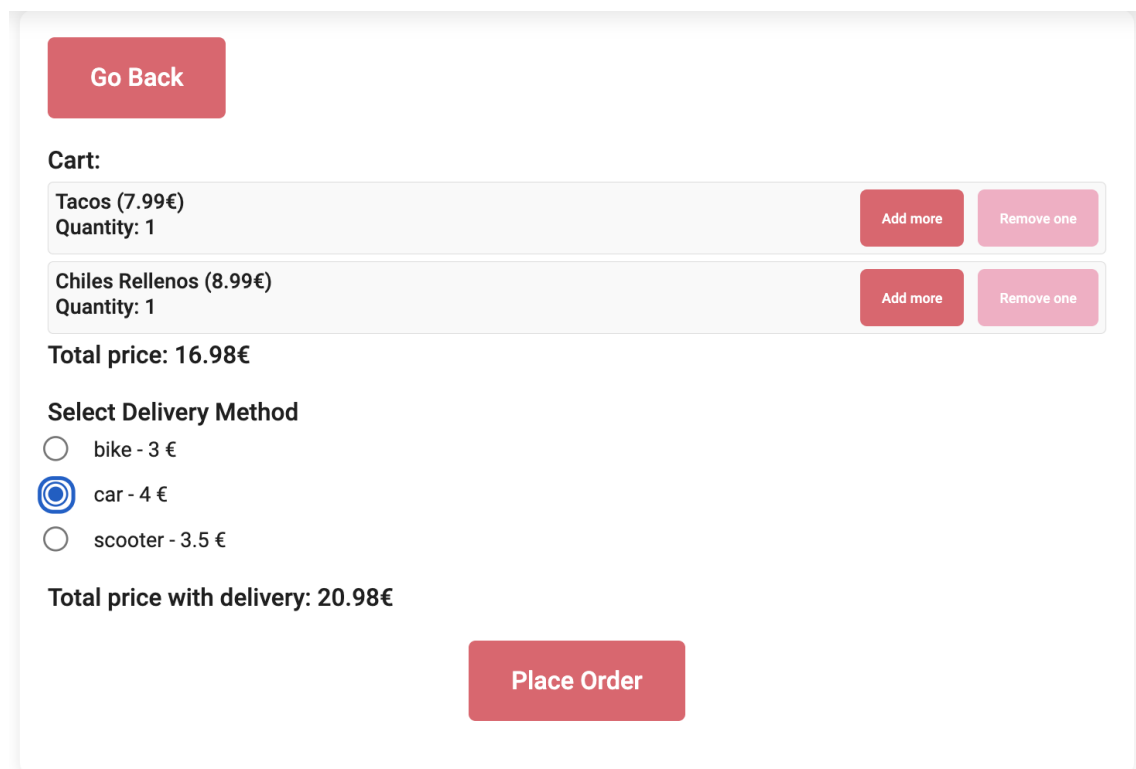 Go Back
Cart:
Tacos (7.99€)
Quantity: 1
Add more
Remove one
Chiles Rellenos (8.99€)
Quantity: 1
Add more
Remove one
Total price: 16.98€
Select Delivery Method
bike - 3 €
car - 4 €
scooter - 3.5 €
Total price with delivery: 20.98€
Place Order